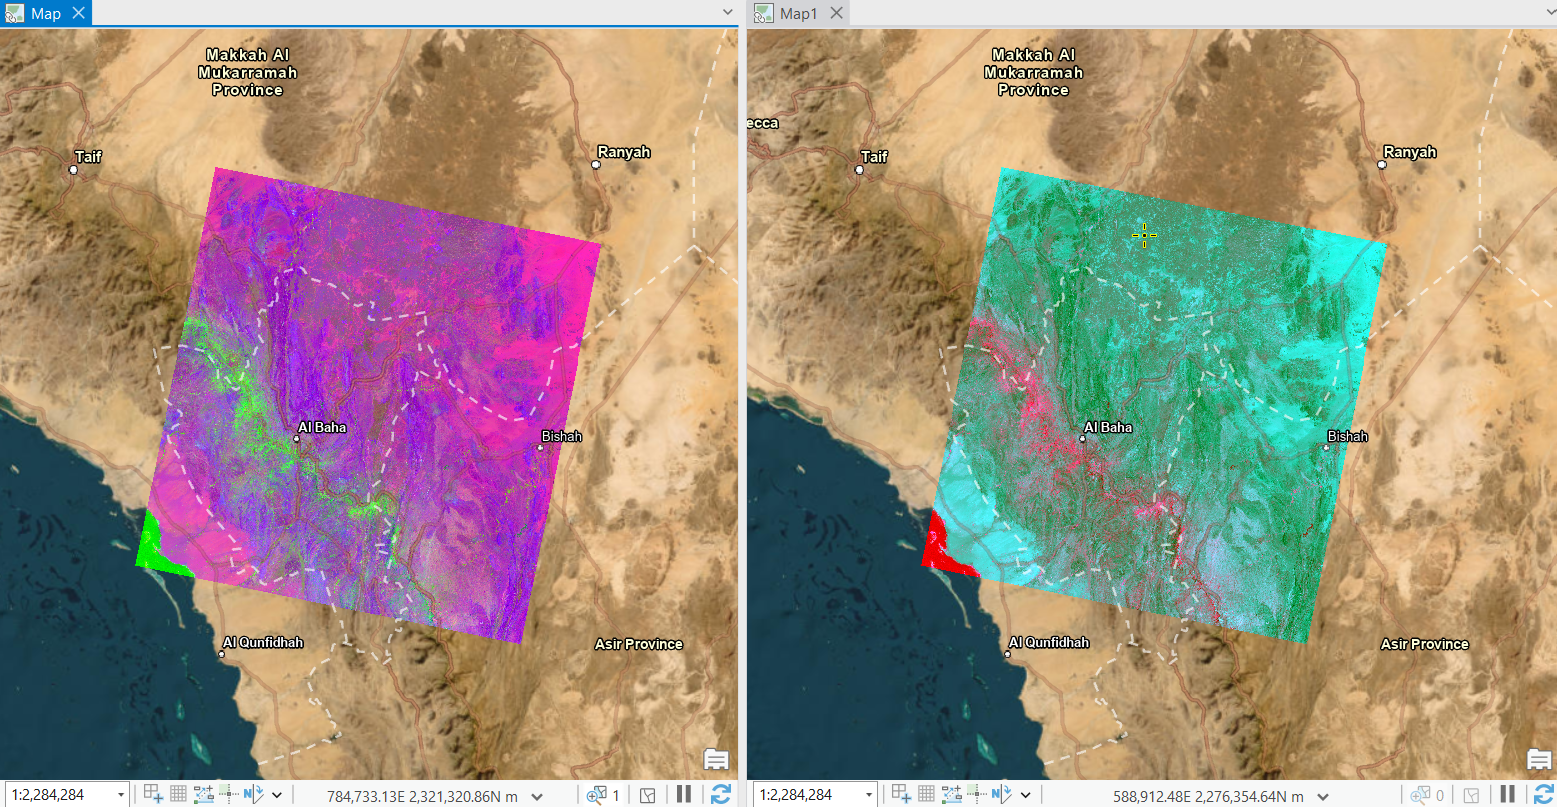 Map
Map1
Makkah Al
Mukarramah
Province
Taif
Ranyah
Al Baha
Bishah
Al Qunfidhah
Asir Province
1:2,284,284
784,733.13E 2,321,320.86N m
1
Makkah Al
Mukarramah
Province
ecca
Taif
Ranyah
Al Baha
Bishah
Al Qunfidhah
Asir Province
1:2,284,284
588,912.48E 2,276,354.64N m
0